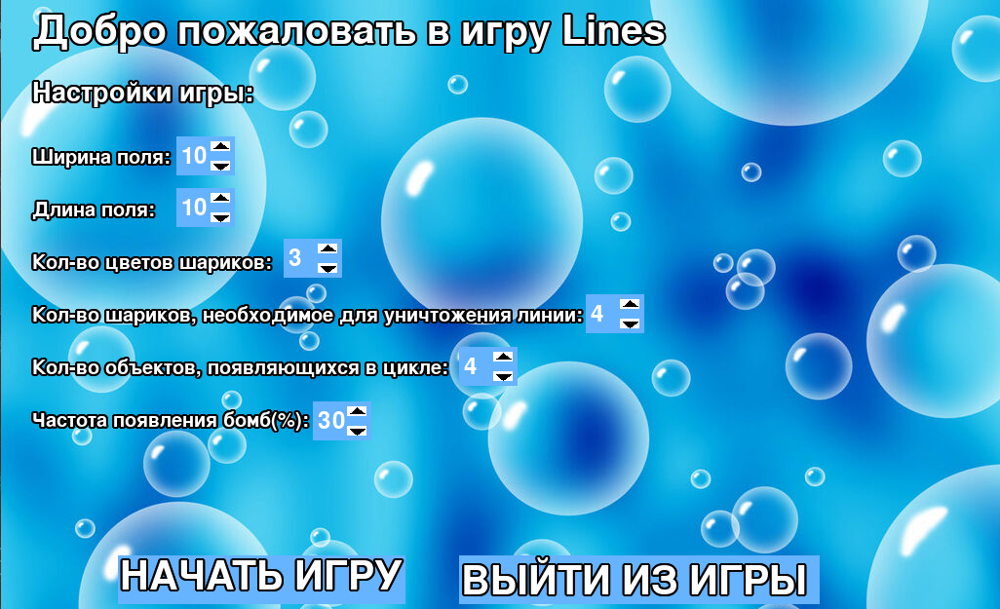 Добро пожаловать в игру Lines
Настройки игры:
Ширина поля: 10
Длина поля: 10
Кол-во цветов шариков: 3
Кол-во шариков, необходимое для уничтожения линии: 4
Кол-во объектов, появляющихся в цикле: 4
Частота появления бомб(%): 30
НАЧАТЬ ИГРУ ВЫЙТИ ИЗ ИГРЫ